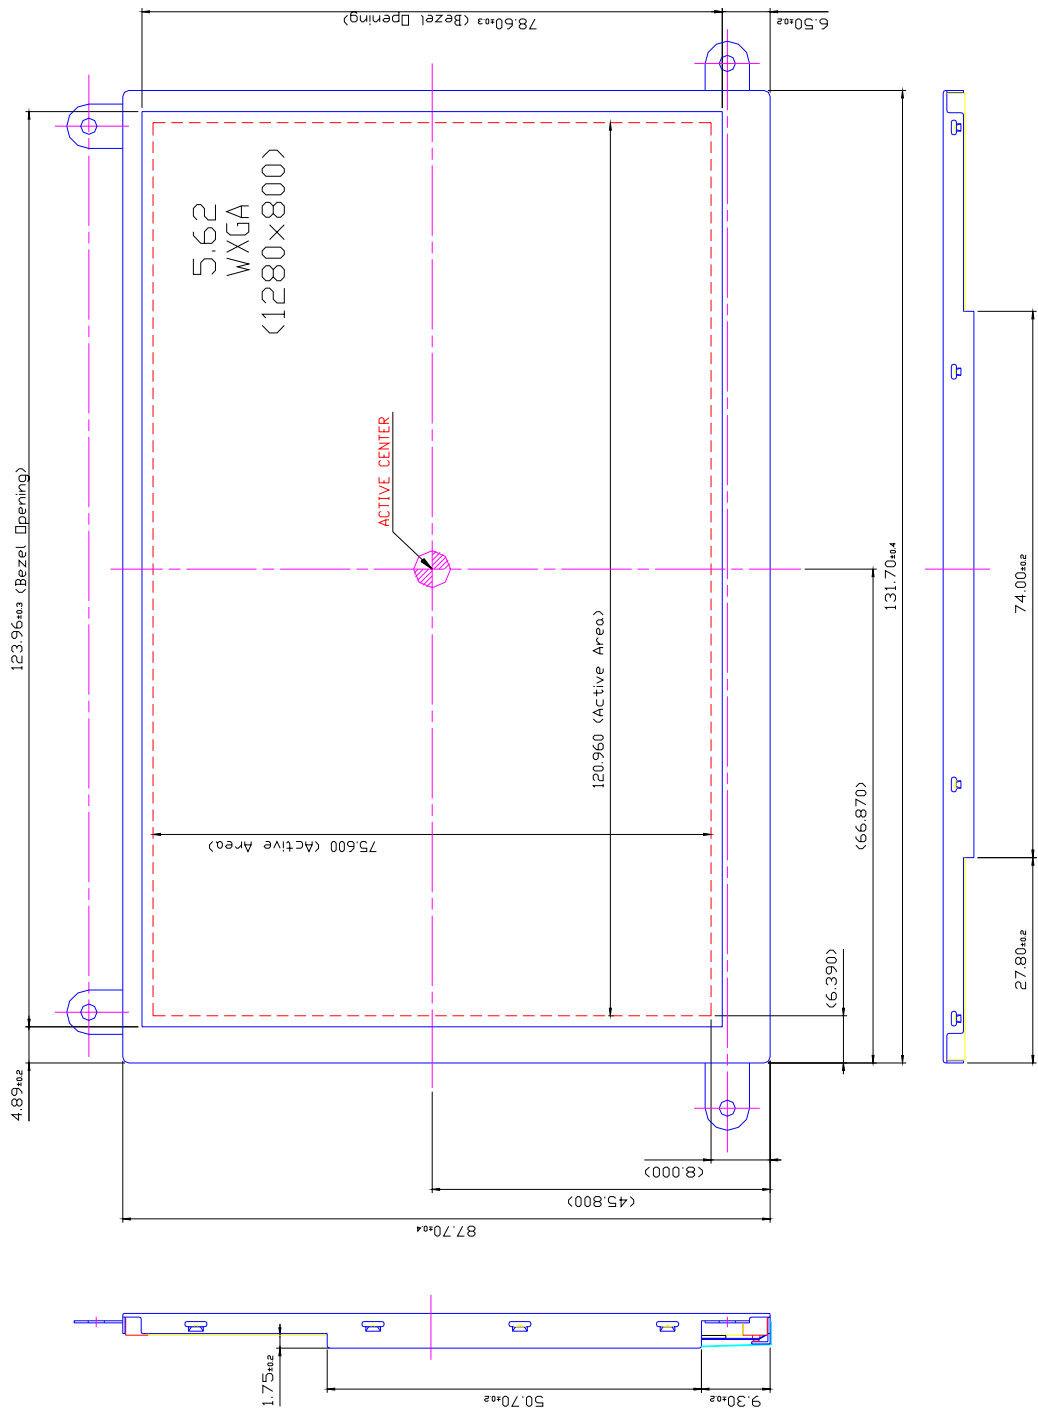 78.60±0.3 (Bezel Opening)
6.50±0.2
5.62
WXGA
(1280x800)
ACTIVE CENTER
123.96±0.3 (Bezel Opening)
120.960 (Active Area)
75.600 (Active Area)
131.70±0.4
74.00±0.2
(66.870)
(6.390)
27.80±0.2
4.89±0.2
(8.000)
(45.800)
87.70±0.4
1.75±0.2
50.70±0.2
9.30±0.2